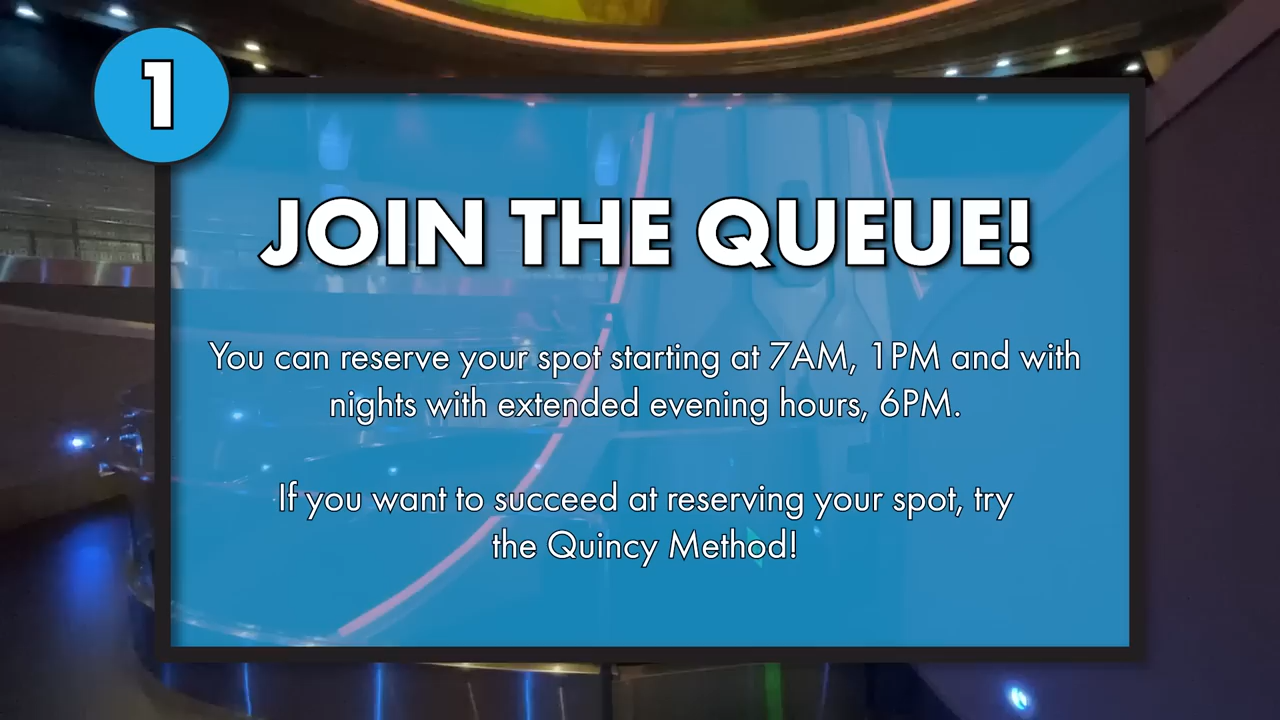 1
JOIN THE QUEUE!
You can reserve your spot starting at 7AM, 1PM and with
nights with extended evening hours, 6PM.
If you want to succeed at reserving your spot, try
the Quincy Method!